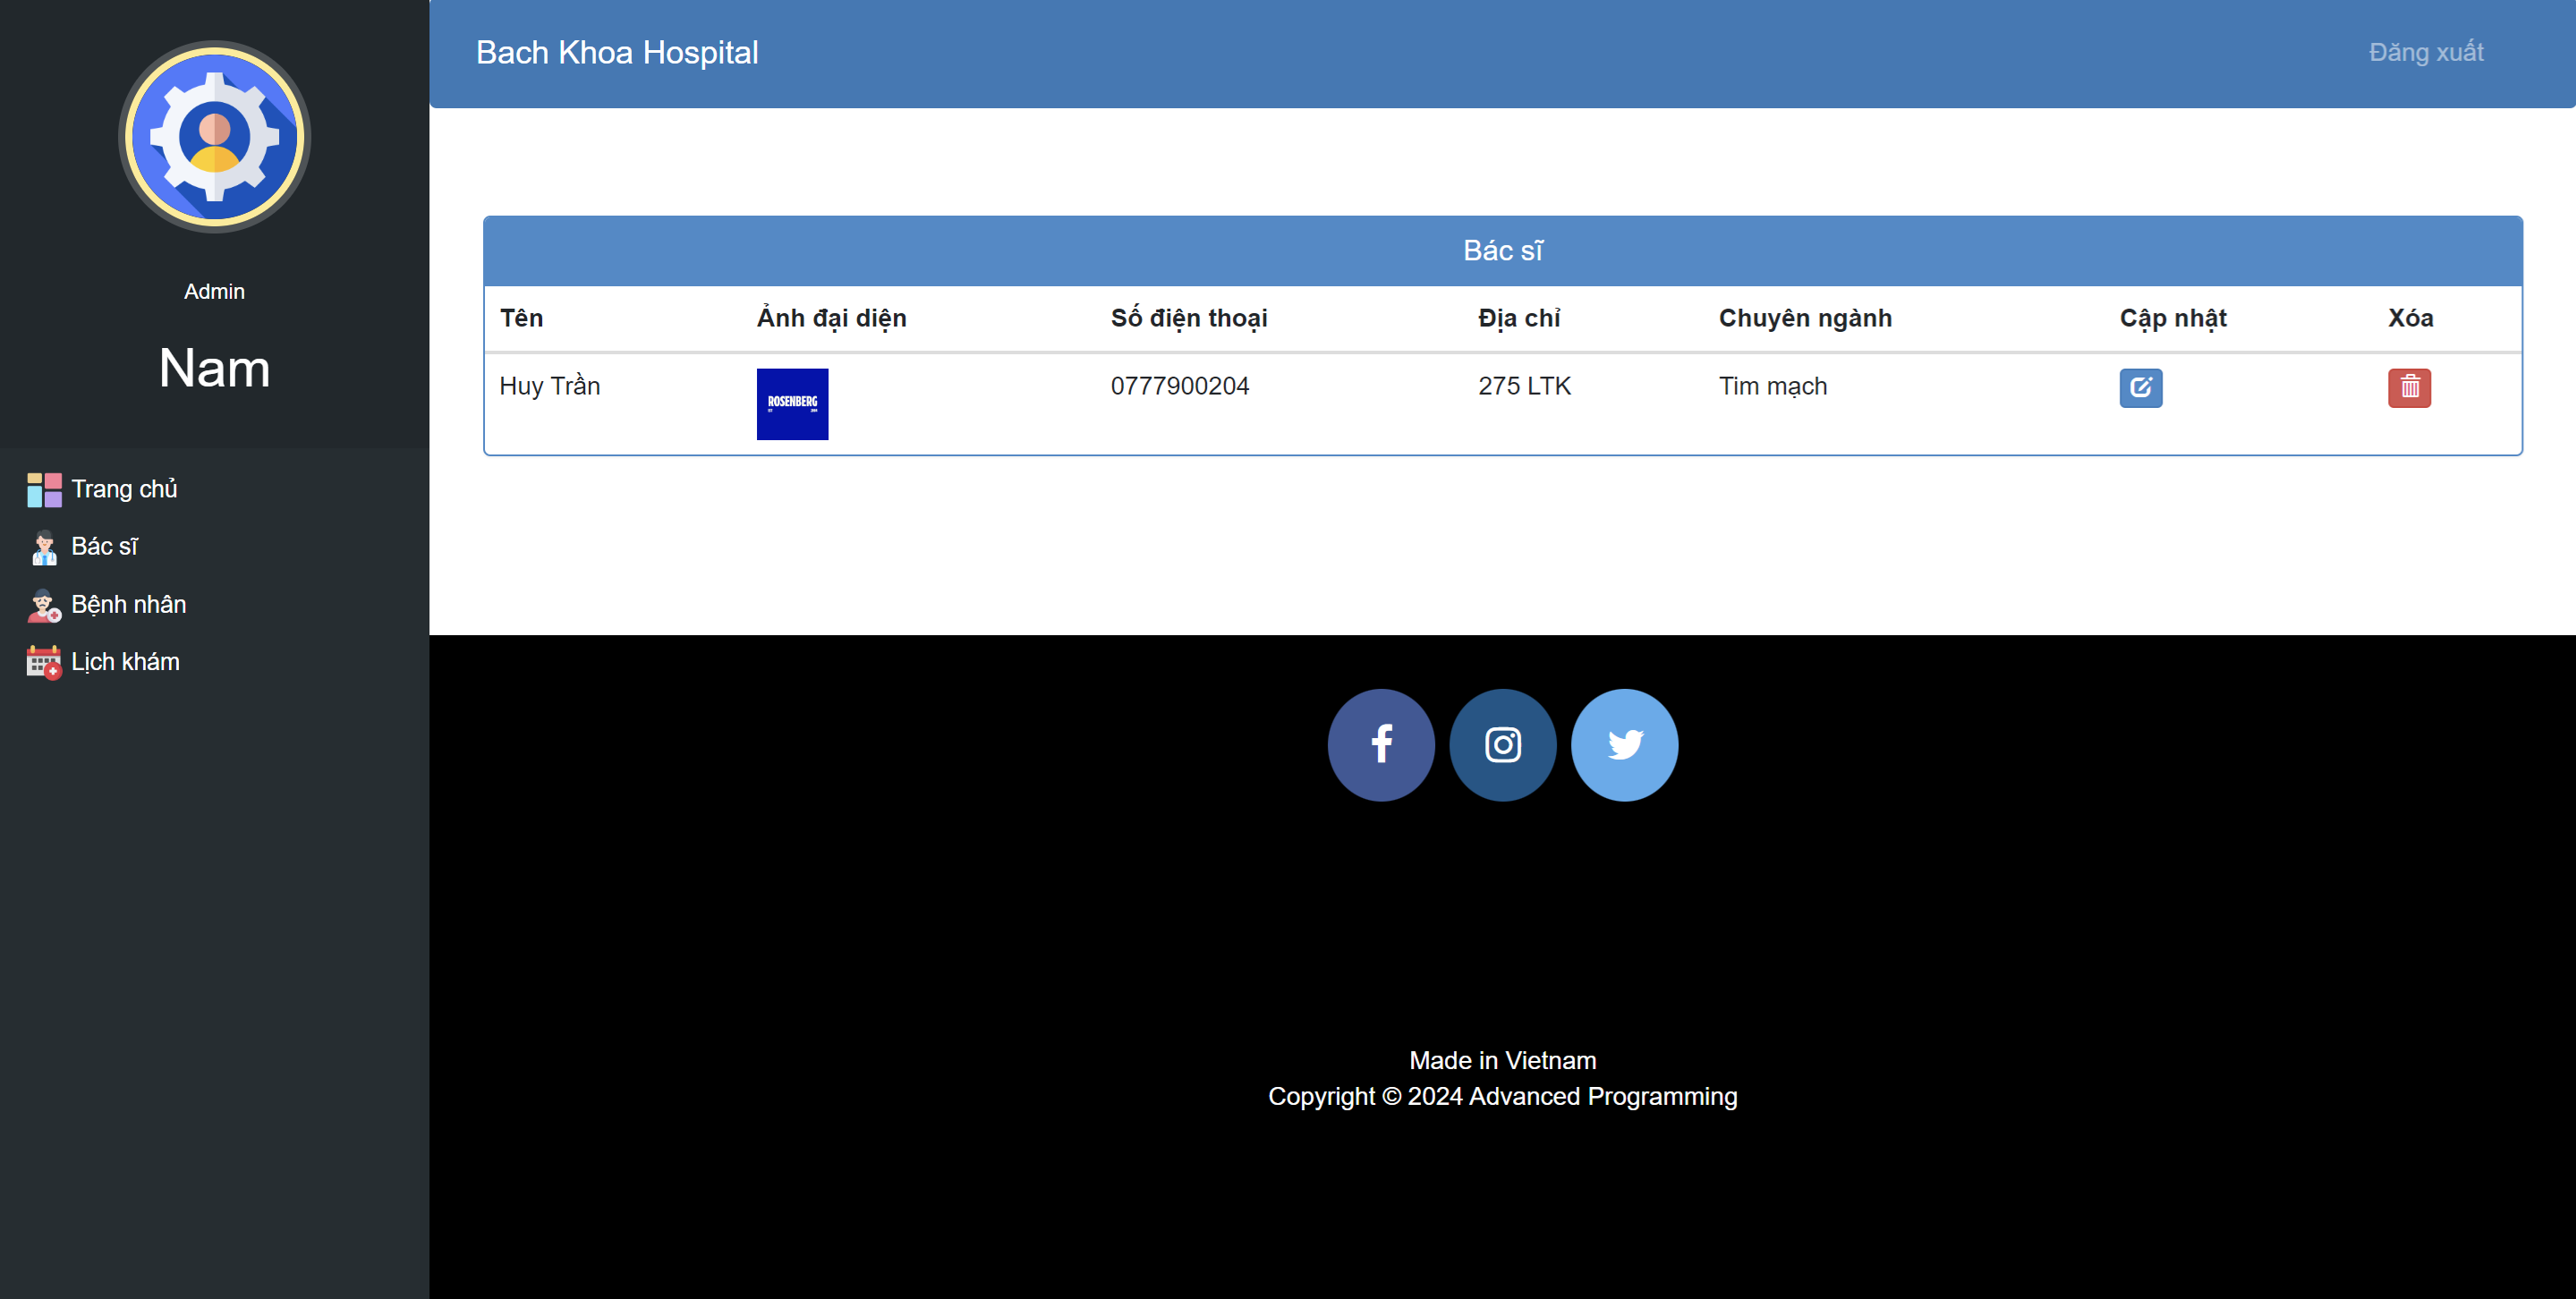 Bach Khoa Hospital
Đăng xuất
Admin
Nam
Trang chủ
Bác sĩ
Bệnh nhân
Lịch khám
Bác sĩ
Tên Ảnh đại diện Số điện thoại Địa chỉ Chuyên ngành Cập nhật Xóa
Huy Trần ROSENBERG 0777900204 275 LTK Tim mạch
Made in Vietnam
Copyright © 2024 Advanced Programming